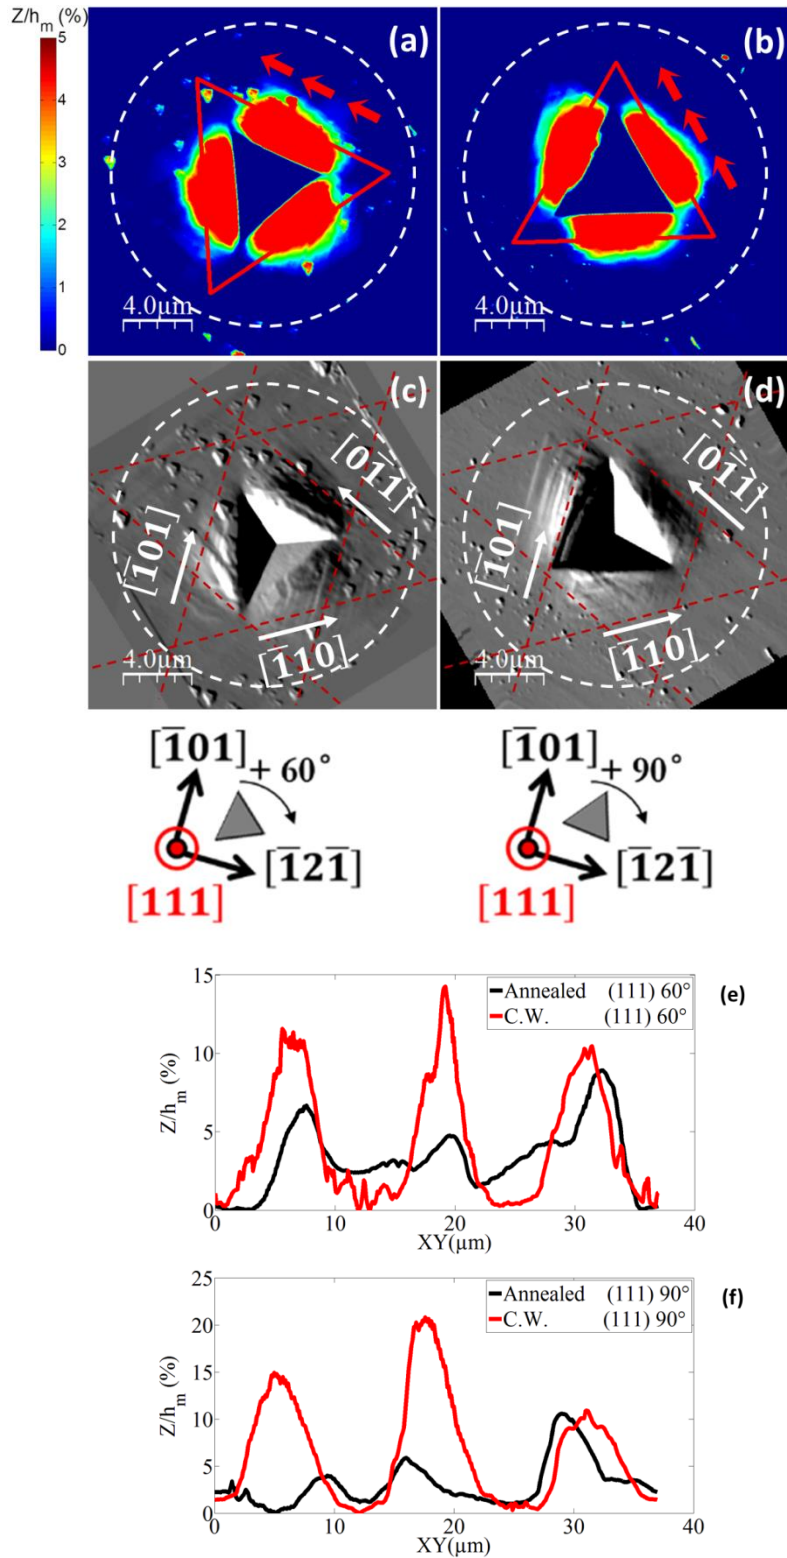 Z/hₘ (%)
5
4
3
2
1
0
(a)
4.0µm
(b)
4.0µm
(c)
[01̅1̅]
[1̅01]
[1̅10]
4.0µm
(d)
[01̅1̅]
[1̅01]
[1̅10]
4.0µm
[1̅01]
+ 60°
[1̅21̅]
[111]
[1̅01]
+ 90°
[1̅21̅]
[111]
(e)
Annealed (111) 60°
C.W. (111) 60°
Z/hₘ (%)
15
10
5
0
0 10 20 30 40
XY(µm)
(f)
Annealed (111) 90°
C.W. (111) 90°
Z/hₘ (%)
25
20
15
10
5
0
0 10 20 30 40
XY(µm)